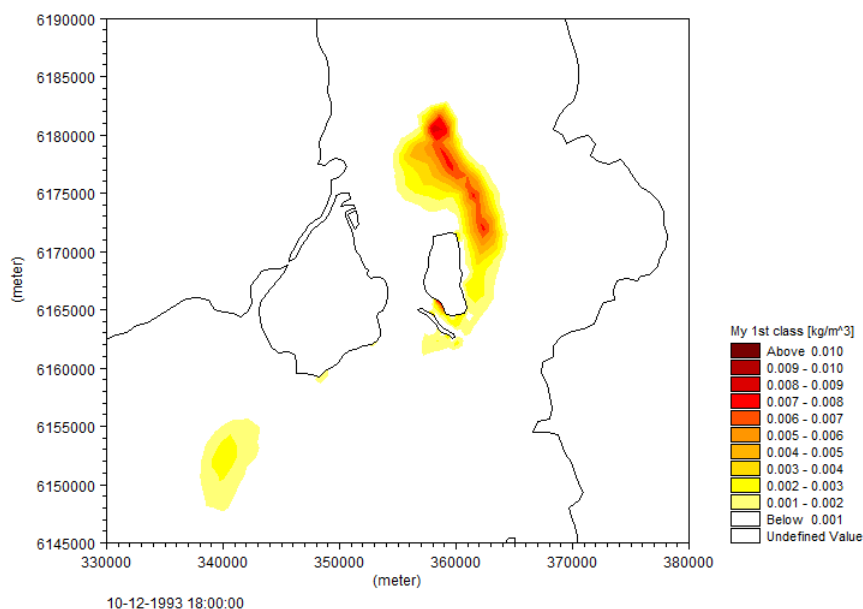 6190000
6185000
6180000
6175000
6170000
6165000
6160000
6155000
6150000
6145000
(meter)
330000 340000 350000 360000 370000 380000
(meter)
10-12-1993 18:00:00
My 1st class [kg/m^3]
Above 0.010
0.009 - 0.010
0.008 - 0.009
0.007 - 0.008
0.006 - 0.007
0.005 - 0.006
0.004 - 0.005
0.003 - 0.004
0.002 - 0.003
0.001 - 0.002
Below 0.001
Undefined Value